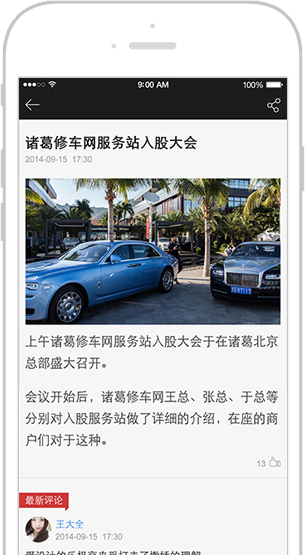 9:00 AM
100%
诸葛修车网服务站入股大会
2014-09-15 17:30
上午诸葛修车网服务站入股大会于在诸葛北京
总部盛大召开。
会议开始后，诸葛修车网王总、张总、于总等
分别对入股服务站做了详细的介绍，在座的商
户们对于这种。
13
最新评论
王大全
2014-09-15 17:30